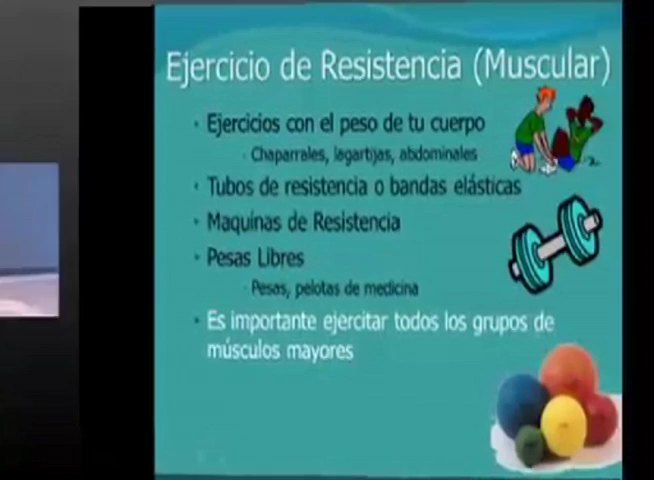 Ejercicio de Resistencia (Muscular)
Ejercicios con el peso de tu cuerpo
Chaparrales, lagartijas, abdominales
Tubos de resistencia o bandas elásticas
Maquinas de Resistencia
Pesas Libres
Pesas, pelotas de medicina
Es importante ejercitar todos los grupos de
músculos mayores